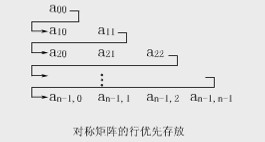 a₀₀
a₁₀ a₁₁
a₂₀ a₂₁ a₂₂
⋮
aₙ₋₁,₀ aₙ₋₁,₁ aₙ₋₁,₂ aₙ₋₁,ₙ₋₁
对称矩阵的行优先存放